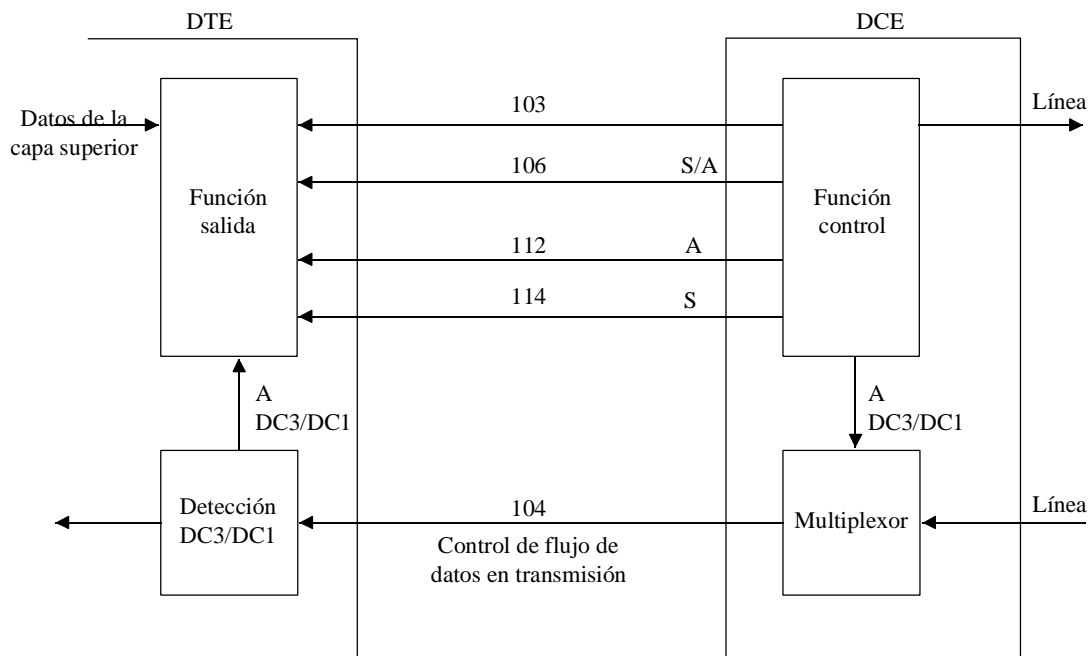 DTE
DCE
103
Línea
Datos de la
capa superior
106
S/A
Función
salida
Función
control
112
A
114
S
A
DC3/DC1
A
DC3/DC1
Detección
DC3/DC1
104
Multiplexor
Línea
Control de flujo de
datos en transmisión